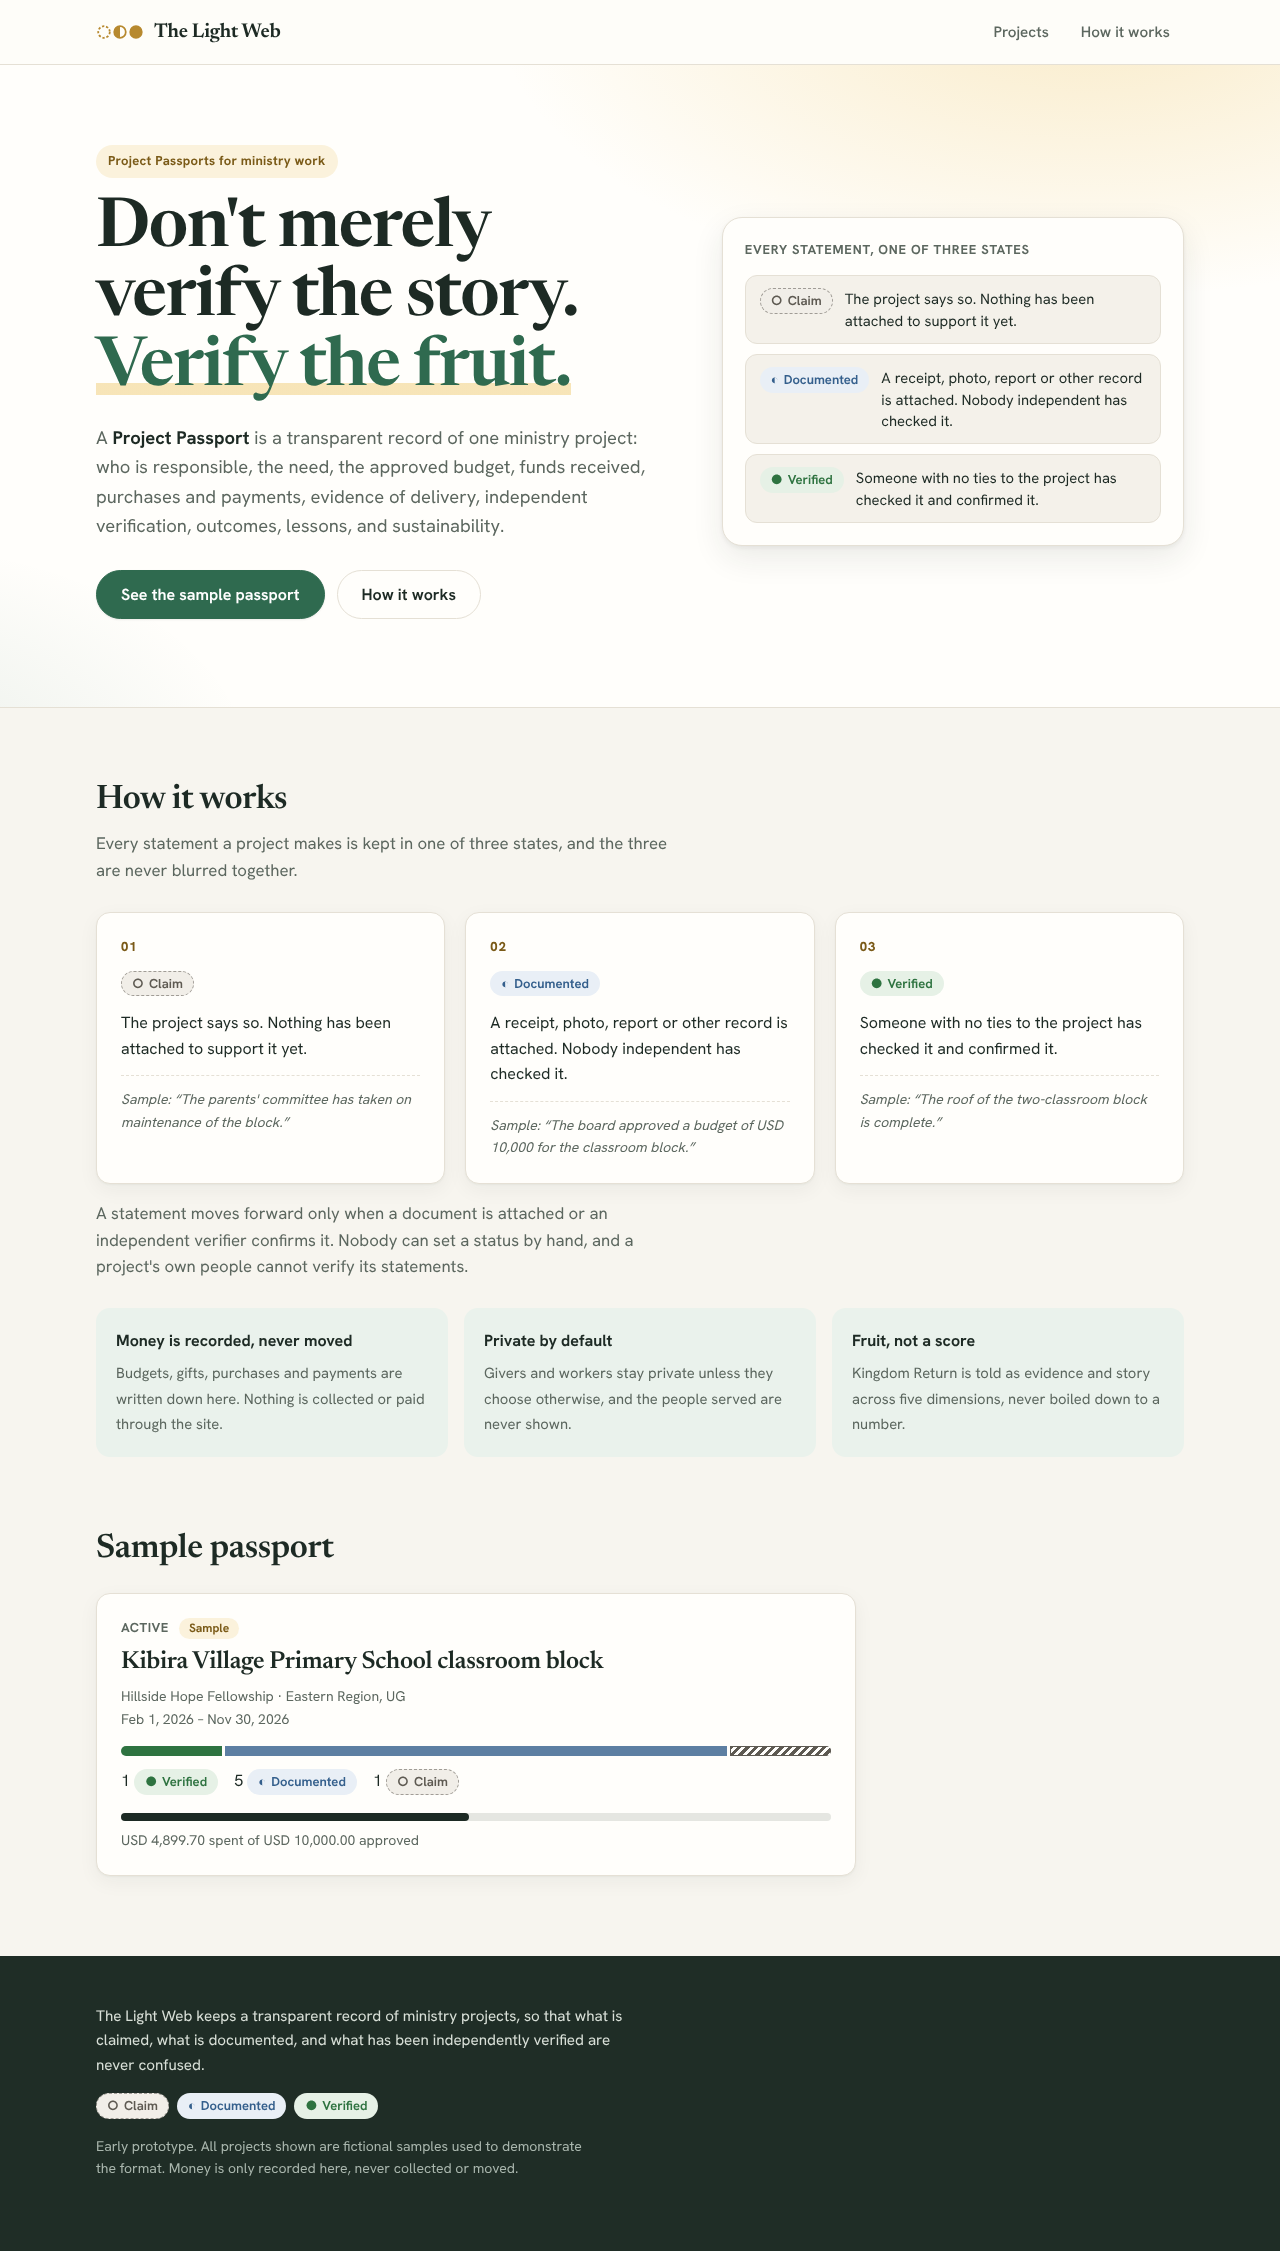 The Light Web
Projects
How it works
Project Passports for ministry work
Don't merely
verify the story.
Verify the fruit.
A Project Passport is a transparent record of one ministry project:
who is responsible, the need, the approved budget, funds received,
purchases and payments, evidence of delivery, independent
verification, outcomes, lessons, and sustainability.
See the sample passport
How it works
EVERY STATEMENT, ONE OF THREE STATES
Claim
The project says so. Nothing has been
attached to support it yet.
Documented
A receipt, photo, report or other record
is attached. Nobody independent has
checked it.
Verified
Someone with no ties to the project has
checked it and confirmed it.
How it works
Every statement a project makes is kept in one of three states, and the three
are never blurred together.
01
Claim
The project says so. Nothing has been
attached to support it yet.
Sample: “The parents' committee has taken on
maintenance of the block.”
02
Documented
A receipt, photo, report or other record is
attached. Nobody independent has
checked it.
Sample: “The board approved a budget of USD
10,000 for the classroom block.”
03
Verified
Someone with no ties to the project has
checked it and confirmed it.
Sample: “The roof of the two-classroom block
is complete.”
A statement moves forward only when a document is attached or an
independent verifier confirms it. Nobody can set a status by hand, and a
project's own people cannot verify its statements.
Money is recorded, never moved
Budgets, gifts, purchases and payments are
written down here. Nothing is collected or paid
through the site.
Private by default
Givers and workers stay private unless they
choose otherwise, and the people served are
never shown.
Fruit, not a score
Kingdom Return is told as evidence and story
across five dimensions, never boiled down to a
number.
Sample passport
ACTIVE Sample
Kibira Village Primary School classroom block
Hillside Hope Fellowship · Eastern Region, UG
Feb 1, 2026 – Nov 30, 2026
1 Verified 5 Documented 1 Claim
USD 4,899.70 spent of USD 10,000.00 approved
The Light Web keeps a transparent record of ministry projects, so that what is
claimed, what is documented, and what has been independently verified are
never confused.
Claim Documented Verified
Early prototype. All projects shown are fictional samples used to demonstrate
the format. Money is only recorded here, never collected or moved.